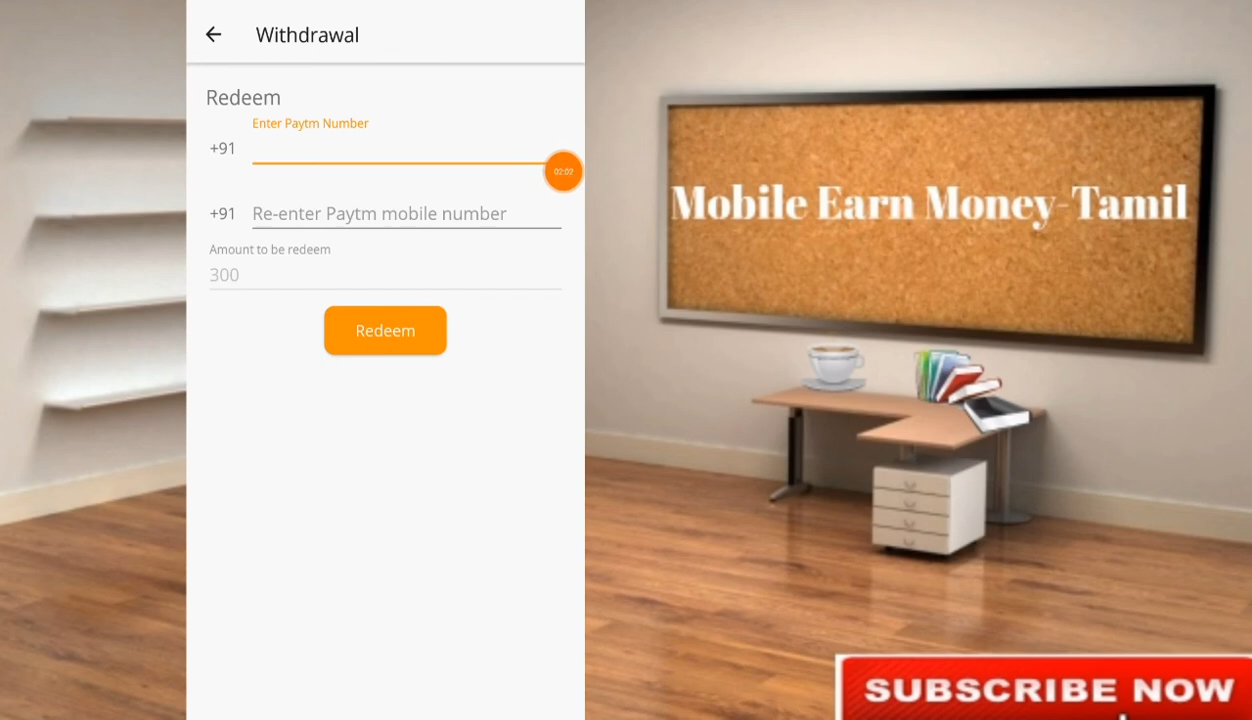 Withdrawal
Redeem
Enter Paytm Number
+91
02:02
+91 Re-enter Paytm mobile number
Amount to be redeem
300
Redeem
Mobile Earn Money-Tamil
SUBSCRIBE NOW